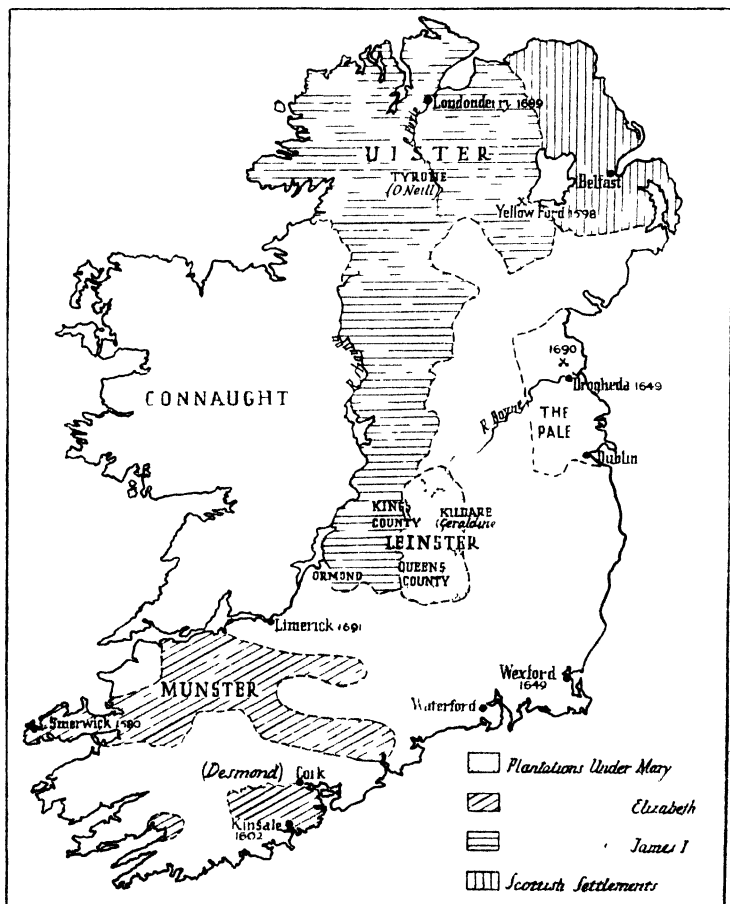 Londonderry 1689
R. Foyle
ULSTER
TYRONE
(O'Neill)
Belfast
Yellow Ford 1598
1690
Drogheda 1649
R. Boyne
THE
PALE
Dublin
CONNAUGHT
KINGS
COUNTY
KILDARE
(Geraldine
LEINSTER
ORMOND
QUEENS
COUNTY
Limerick 1691
MUNSTER
Smerwick 1580
Wexford
1649
Waterford
(Desmond)
Cork
Kinsale
1602
Plantations Under Mary
Elizabeth
James I
Scottish Settlements